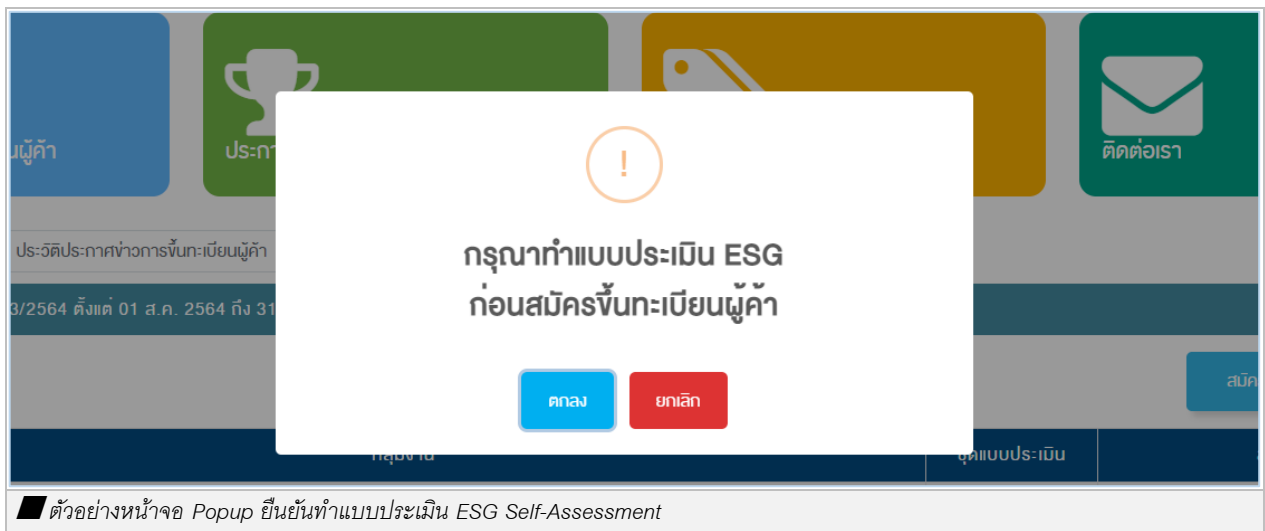 นผู้ค้า
ประกา
ติดต่อเรา
!
กรุณาทำแบบประเมิน ESG
ก่อนสมัครขึ้นทะเบียนผู้ค้า
ประวัติประกาศข่าวการขึ้นทะเบียนผู้ค้า
3/2564 ตั้งแต่ 01 ส.ค. 2564 ถึง 31
สมัค
ตกลง
ยกเลิก
กลุ่มงาน
ชุดแบบประเมิน
ตัวอย่างหน้าจอ Popup ยืนยันทำแบบประเมิน ESG Self-Assessment